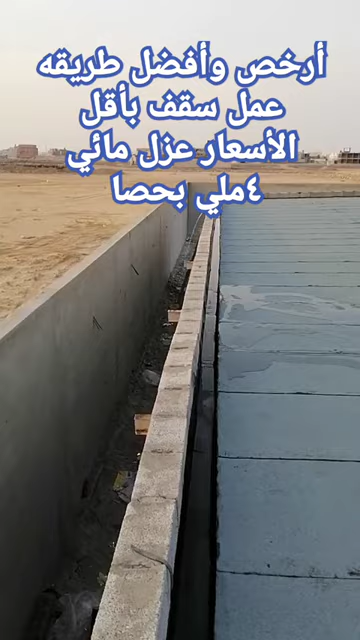 أرخص وأفضل طريقه
عمل سقف بأقل
الأسعار عزل مائي
٤ملي بحصا